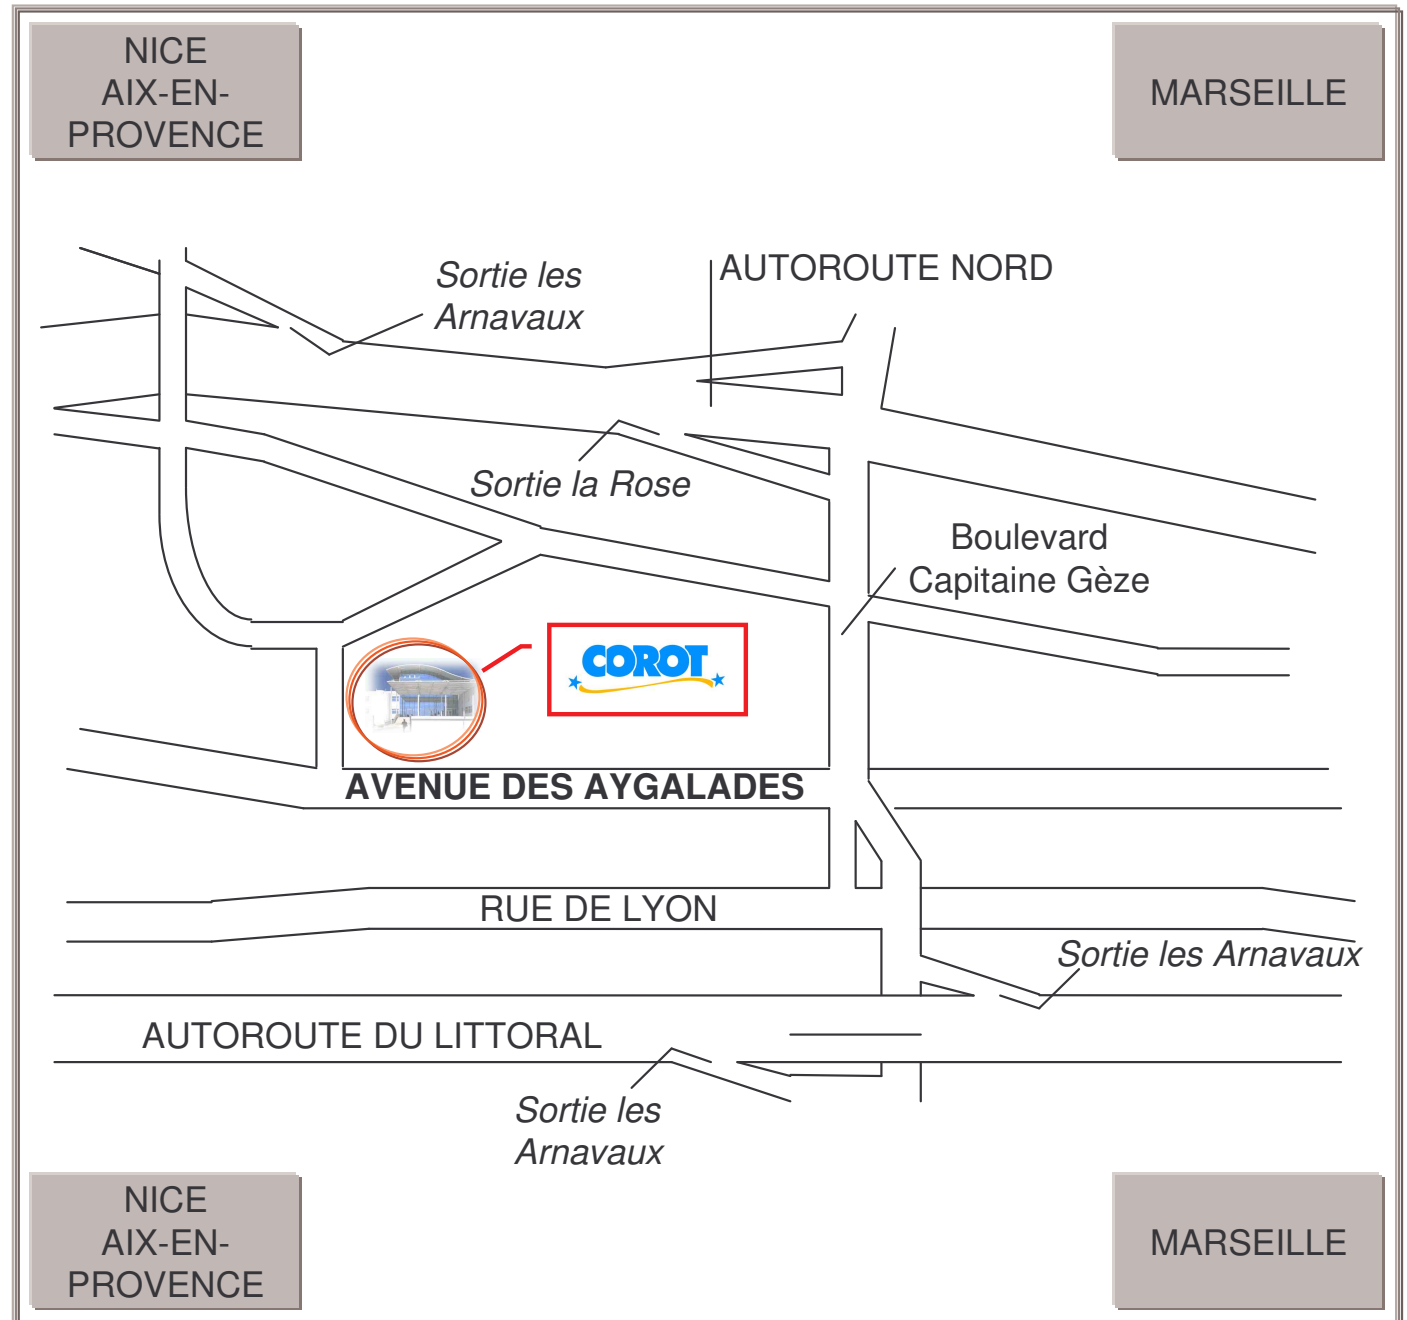 NICE
AIX-EN-
PROVENCE
MARSEILLE
Sortie les
Arnavaux
AUTOROUTE NORD
Sortie la Rose
Boulevard
Capitaine Gèze
COROT
AVENUE DES AYGALADES
RUE DE LYON
Sortie les Arnavaux
AUTOROUTE DU LITTORAL
Sortie les
Arnavaux
NICE
AIX-EN-
PROVENCE
MARSEILLE